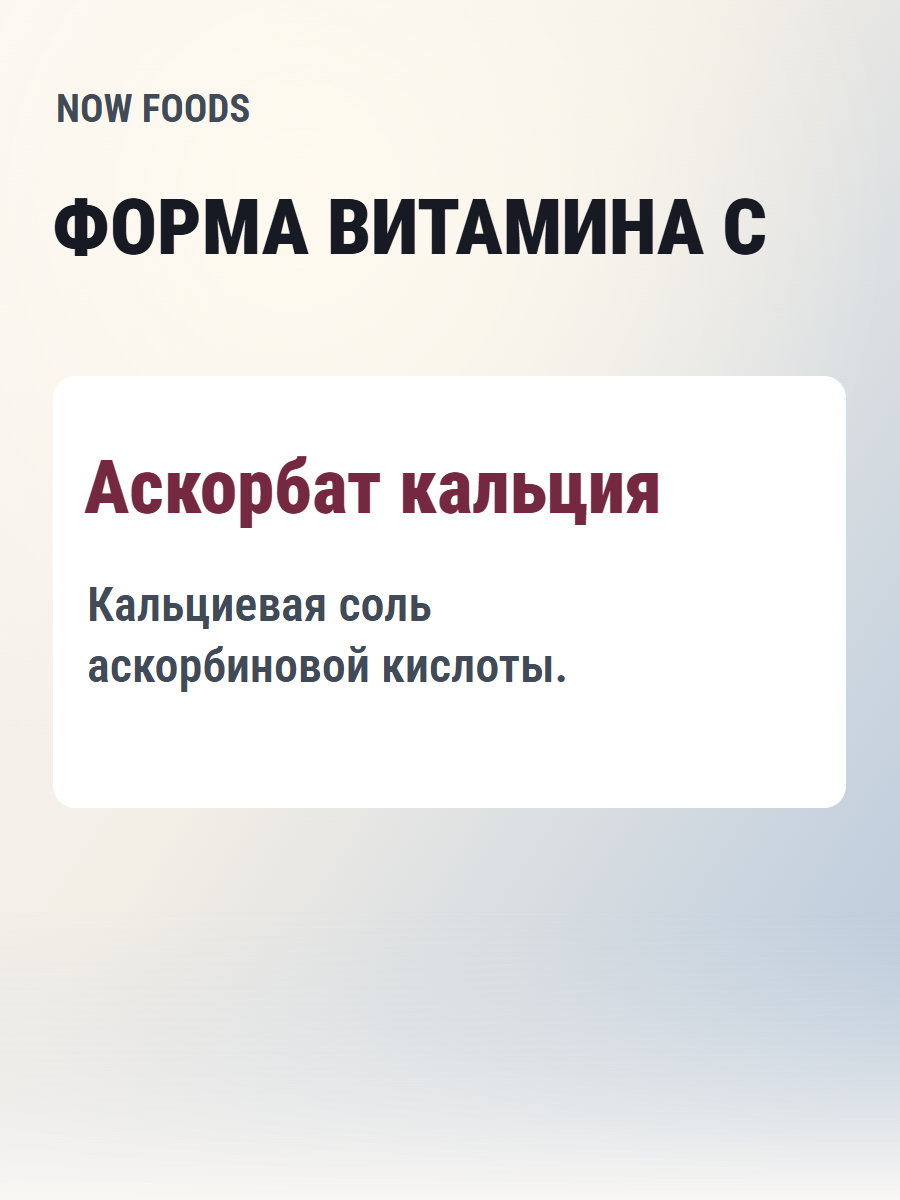 NOW FOODS
ФОРМА ВИТАМИНА C
Аскорбат кальция
Кальциевая соль
аскорбиновой кислоты.